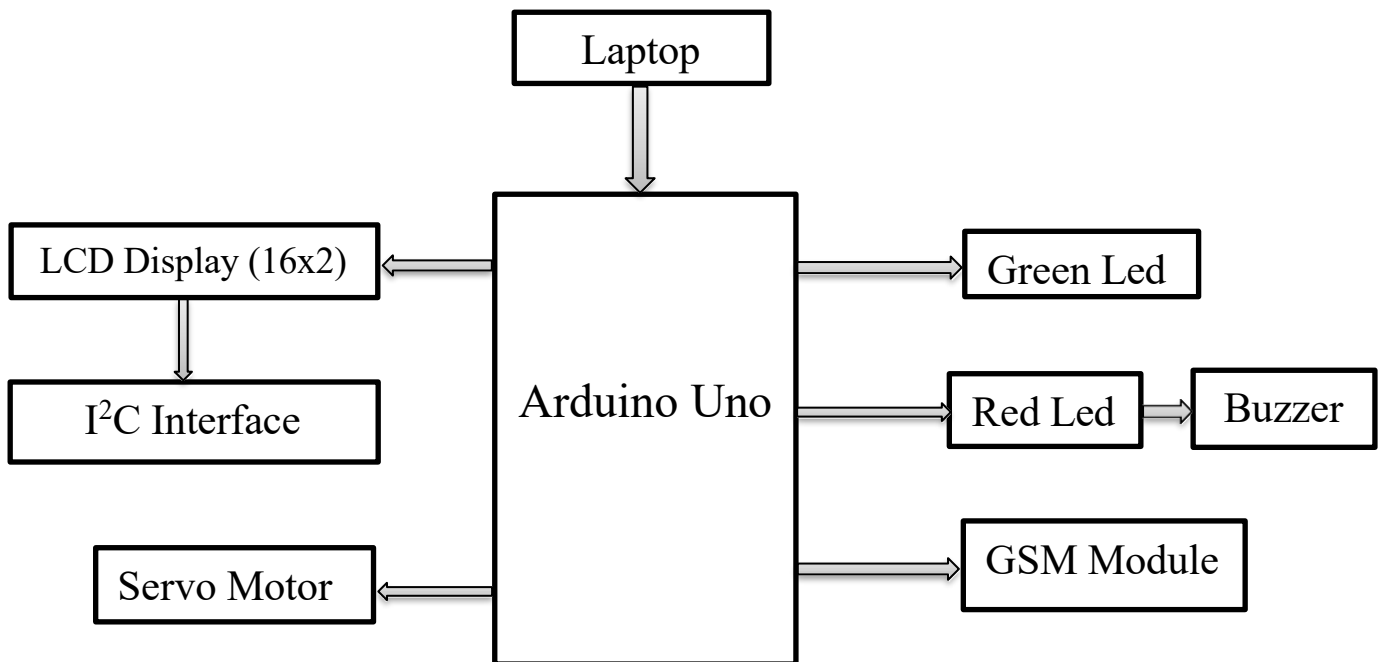 Laptop
LCD Display (16x2)
Green Led
I²C Interface
Arduino Uno
Red Led
Buzzer
Servo Motor
GSM Module